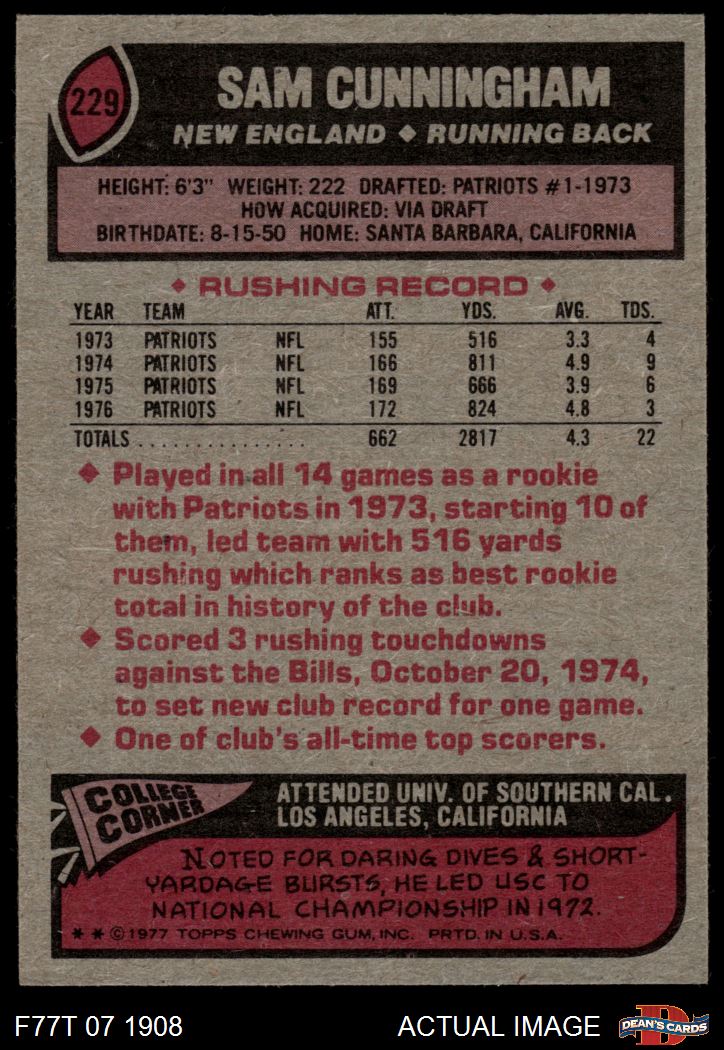 229
SAM CUNNINGHAM
NEW ENGLAND ◆ RUNNING BACK
HEIGHT: 6'3" WEIGHT: 222 DRAFTED: PATRIOTS #1-1973
HOW ACQUIRED: VIA DRAFT
BIRTHDATE: 8-15-50 HOME: SANTA BARBARA, CALIFORNIA
◆ RUSHING RECORD ◆
YEAR TEAM ATT. YDS. AVG. TDS.
1973 PATRIOTS NFL 155 516 3.3 4
1974 PATRIOTS NFL 166 811 4.9 9
1975 PATRIOTS NFL 169 666 3.9 6
1976 PATRIOTS NFL 172 824 4.8 3
TOTALS . . . . . . . . . . . . . . . 662 2817 4.3 22
◆ Played in all 14 games as a rookie
with Patriots in 1973, starting 10 of
them, led team with 516 yards
rushing which ranks as best rookie
total in history of the club.
◆ Scored 3 rushing touchdowns
against the Bills, October 20, 1974,
to set new club record for one game.
◆ One of club's all-time top scorers.
COLLEGE
CORNER
ATTENDED UNIV. OF SOUTHERN CAL.
LOS ANGELES, CALIFORNIA
NOTED FOR DARING DIVES & SHORT-
YARDAGE BURSTS, HE LED USC TO
NATIONAL CHAMPIONSHIP IN 1972.
* * © 1977 TOPPS CHEWING GUM, INC. PRTD. IN U.S.A.
F77T 07 1908 ACTUAL IMAGE
D
DEAN'S CARDS